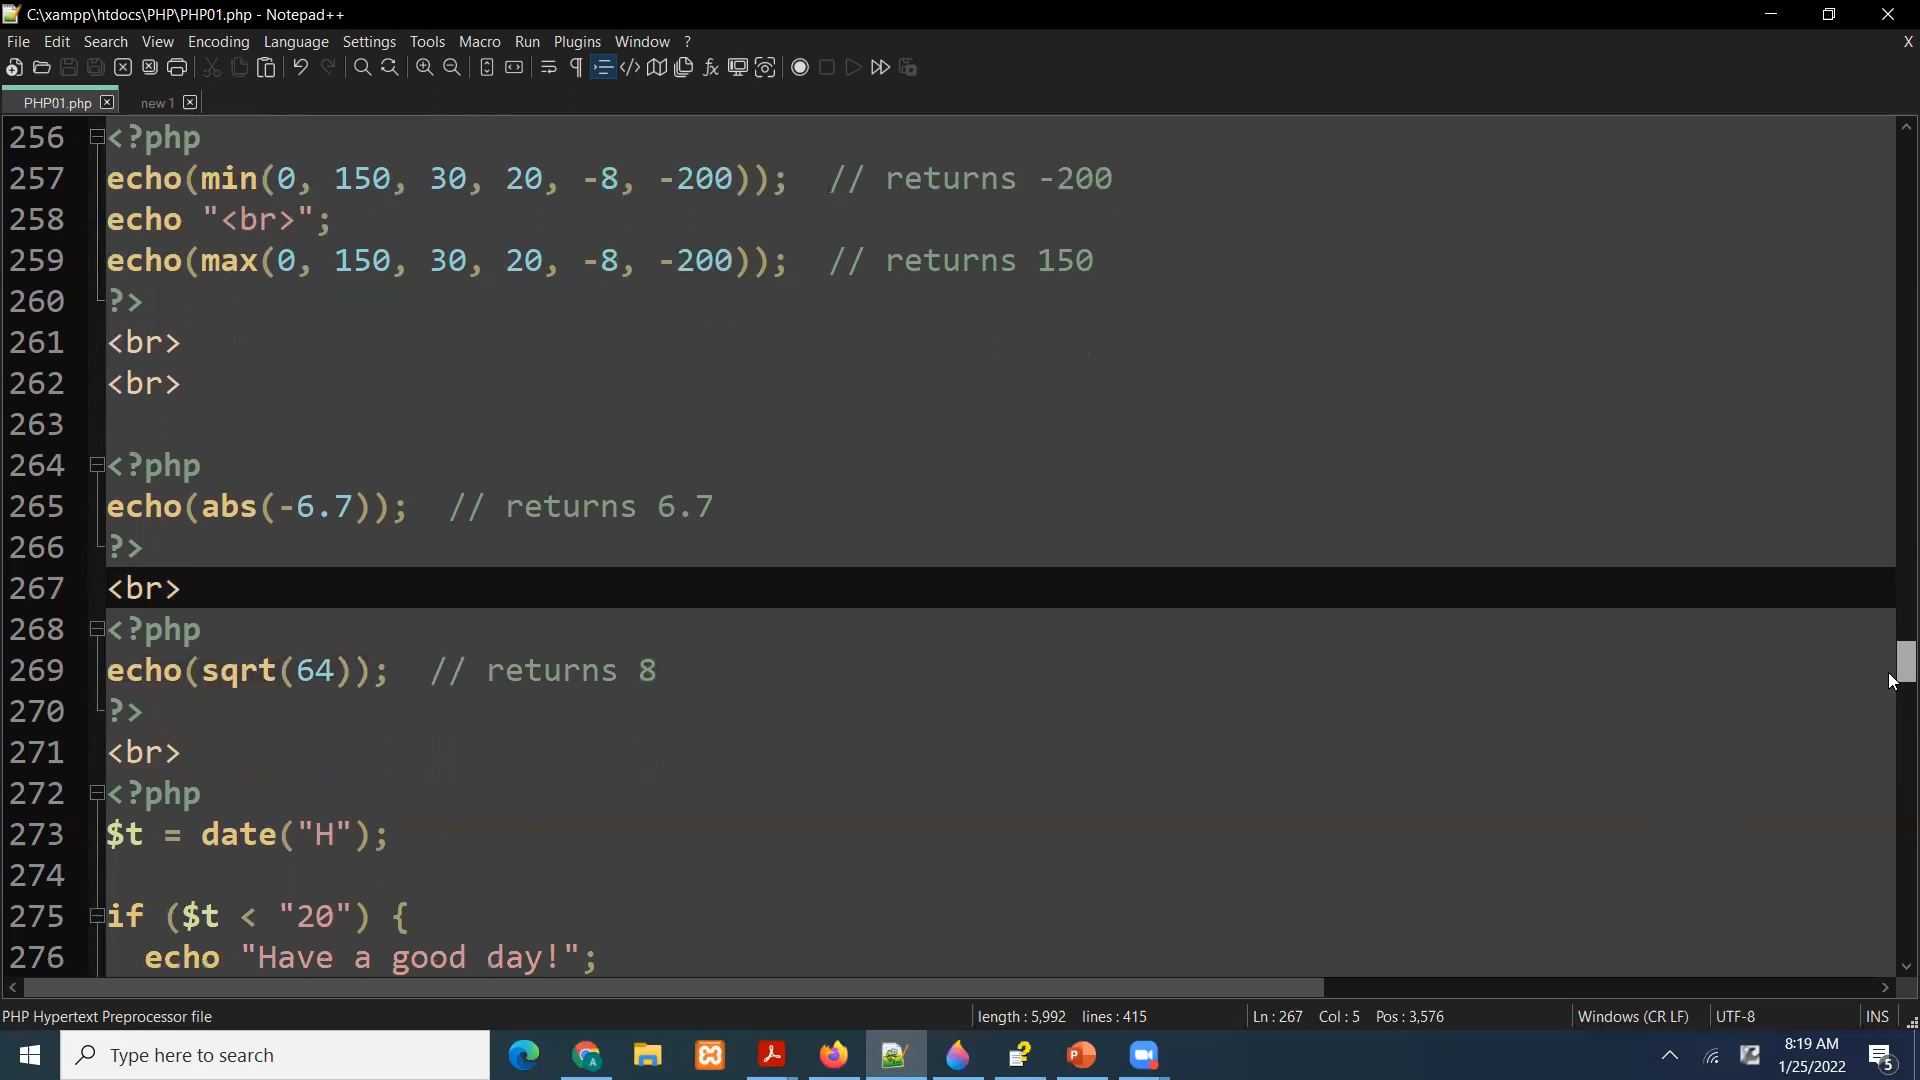 C:\xampp\htdocs\PHP\PHP01.php - Notepad++
File Edit Search View Encoding Language Settings Tools Macro Run Plugins Window ? X
PHP01.php new 1
256 <?php
257 echo(min(0, 150, 30, 20, -8, -200)); // returns -200
258 echo "<br>";
259 echo(max(0, 150, 30, 20, -8, -200)); // returns 150
260 ?>
261 <br>
262 <br>
263
264 <?php
265 echo(abs(-6.7)); // returns 6.7
266 ?>
267 <br>
268 <?php
269 echo(sqrt(64)); // returns 8
270 ?>
271 <br>
272 <?php
273 $t = date("H");
274
275 if ($t < "20") {
276 echo "Have a good day!";
PHP Hypertext Preprocessor file length : 5,992 lines : 415 Ln : 267 Col : 5 Pos : 3,576 Windows (CR LF) UTF-8 INS
Type here to search
8:19 AM
1/25/2022
5